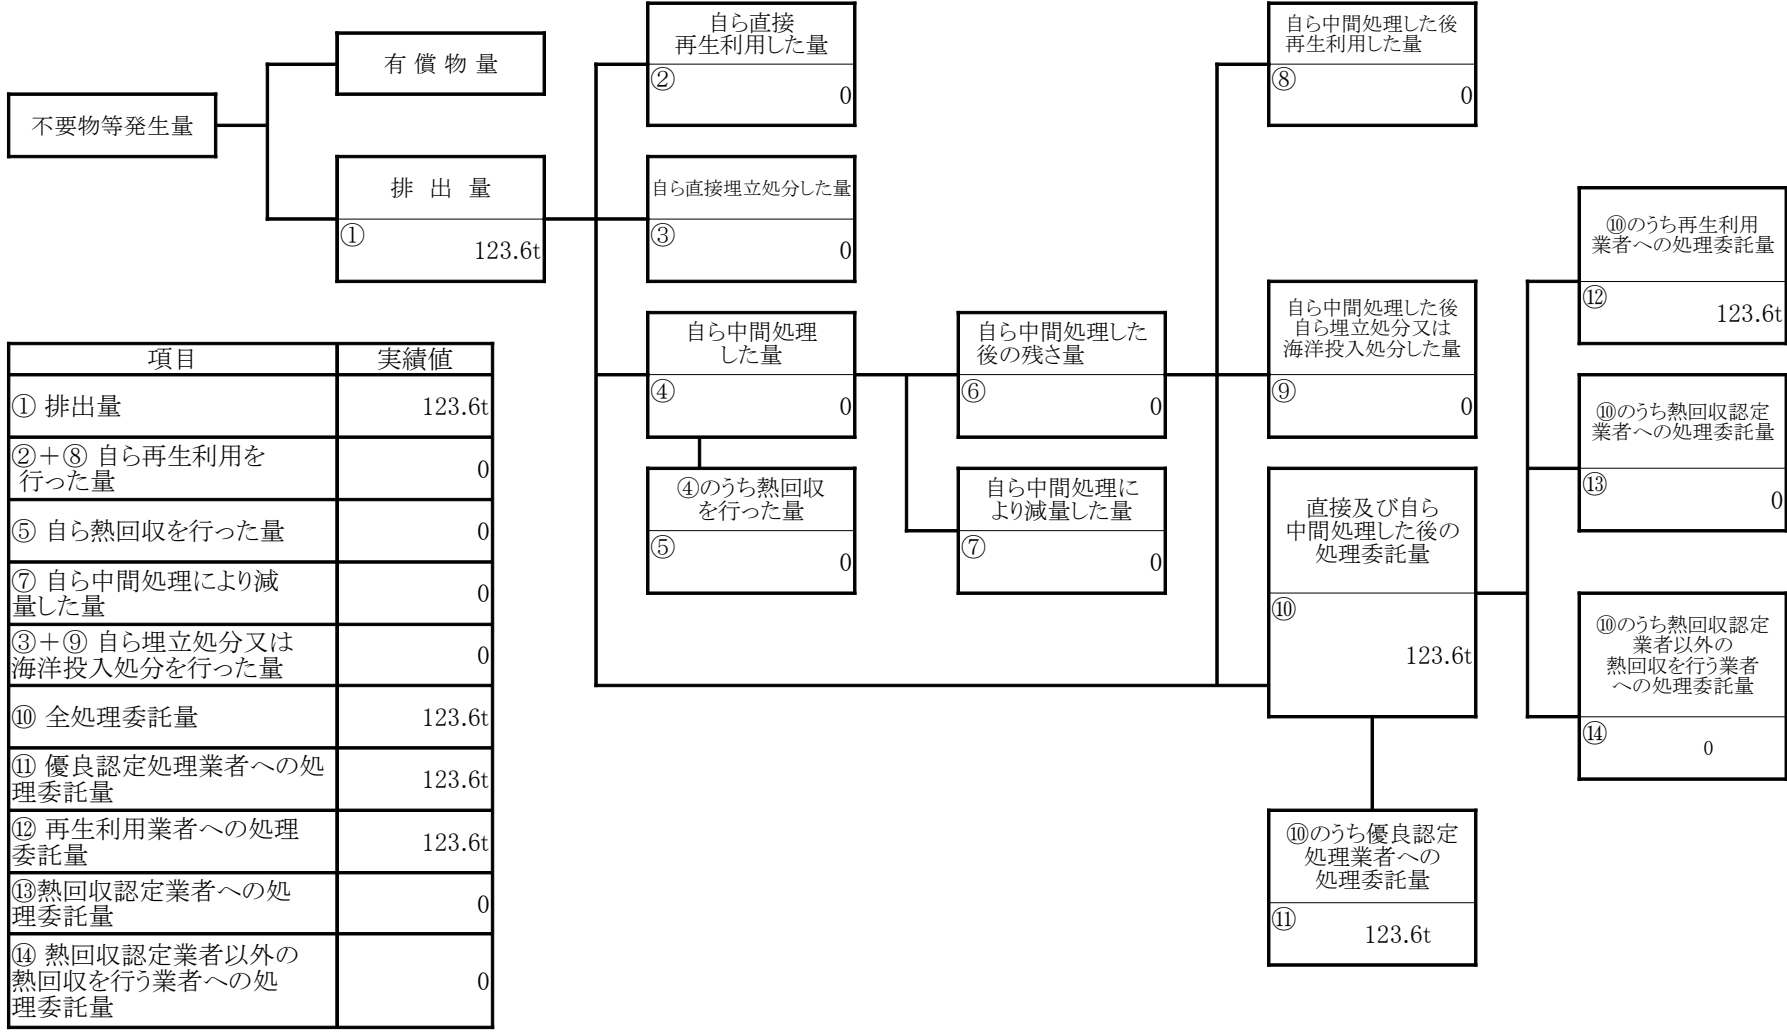 不要物等発生量
有 償 物 量
排 出 量
①
123.6t
自ら直接
再生利用した量
②
0
自ら直接埋立処分した量
③
0
自ら中間処理
した量
④
0
④のうち熱回収
を行った量
⑤
0
自ら中間処理した
後の残さ量
⑥
0
自ら中間処理に
より減量した量
⑦
0
自ら中間処理した後
再生利用した量
⑧
0
自ら中間処理した後
自ら埋立処分又は
海洋投入処分した量
⑨
0
直接及び自ら
中間処理した後の
処理委託量
⑩
123.6t
⑩のうち優良認定
処理業者への
処理委託量
⑪
123.6t
⑩のうち再生利用
業者への処理委託量
⑫
123.6t
⑩のうち熱回収認定
業者への処理委託量
⑬
0
⑩のうち熱回収認定
業者以外の
熱回収を行う業者
への処理委託量
⑭
0
項目 実績値
① 排出量 123.6t
②＋⑧ 自ら再生利用を
行った量 0
⑤ 自ら熱回収を行った量 0
⑦ 自ら中間処理により減
量した量 0
③＋⑨ 自ら埋立処分又は
海洋投入処分を行った量 0
⑩ 全処理委託量 123.6t
⑪ 優良認定処理業者への処
理委託量 123.6t
⑫ 再生利用業者への処理
委託量 123.6t
⑬熱回収認定業者への処
理委託量 0
⑭ 熱回収認定業者以外の
熱回収を行う業者への処
理委託量 0